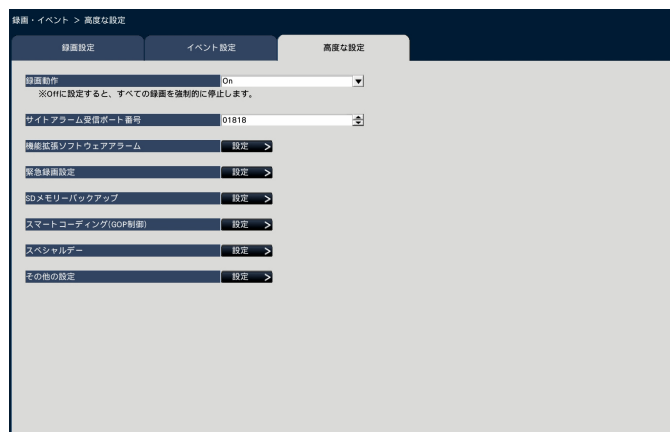 録画・イベント > 高度な設定
録画設定 イベント設定 高度な設定
録画動作 On
※Offに設定すると、すべての録画を強制的に停止します。
サイトアラーム受信ポート番号 01818
機能拡張ソフトウェアアラーム 設定 >
緊急録画設定 設定 >
SDメモリーバックアップ 設定 >
スマートコーディング(GOP制御) 設定 >
スペシャルデー 設定 >
その他の設定 設定 >